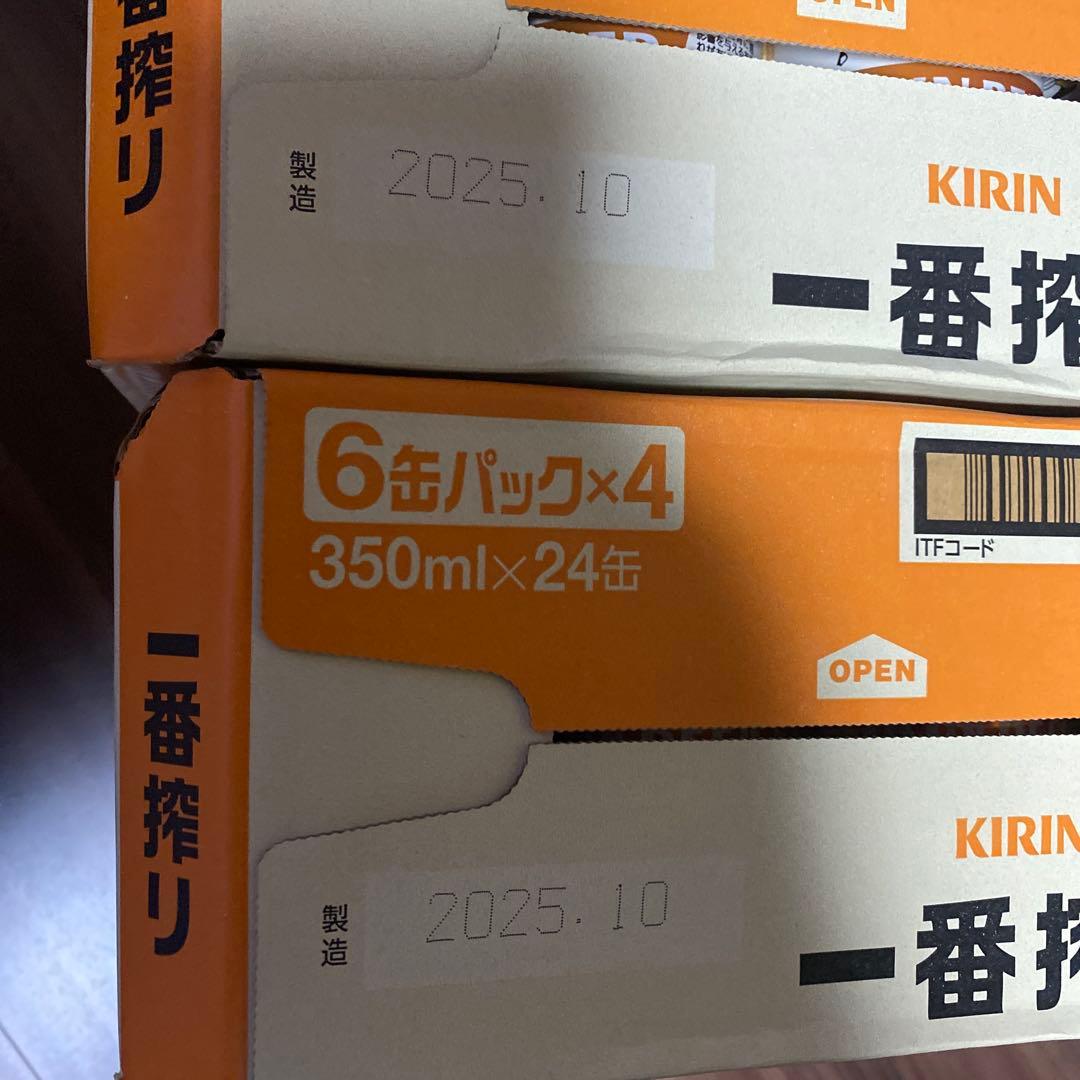 番搾り
OPEN
製造
2025.10
KIRIN
一番搾
6缶パック×4
350ml×24缶
ITFコード
OPEN
一番搾り
KIRIN
製造
2025.10
一番搾